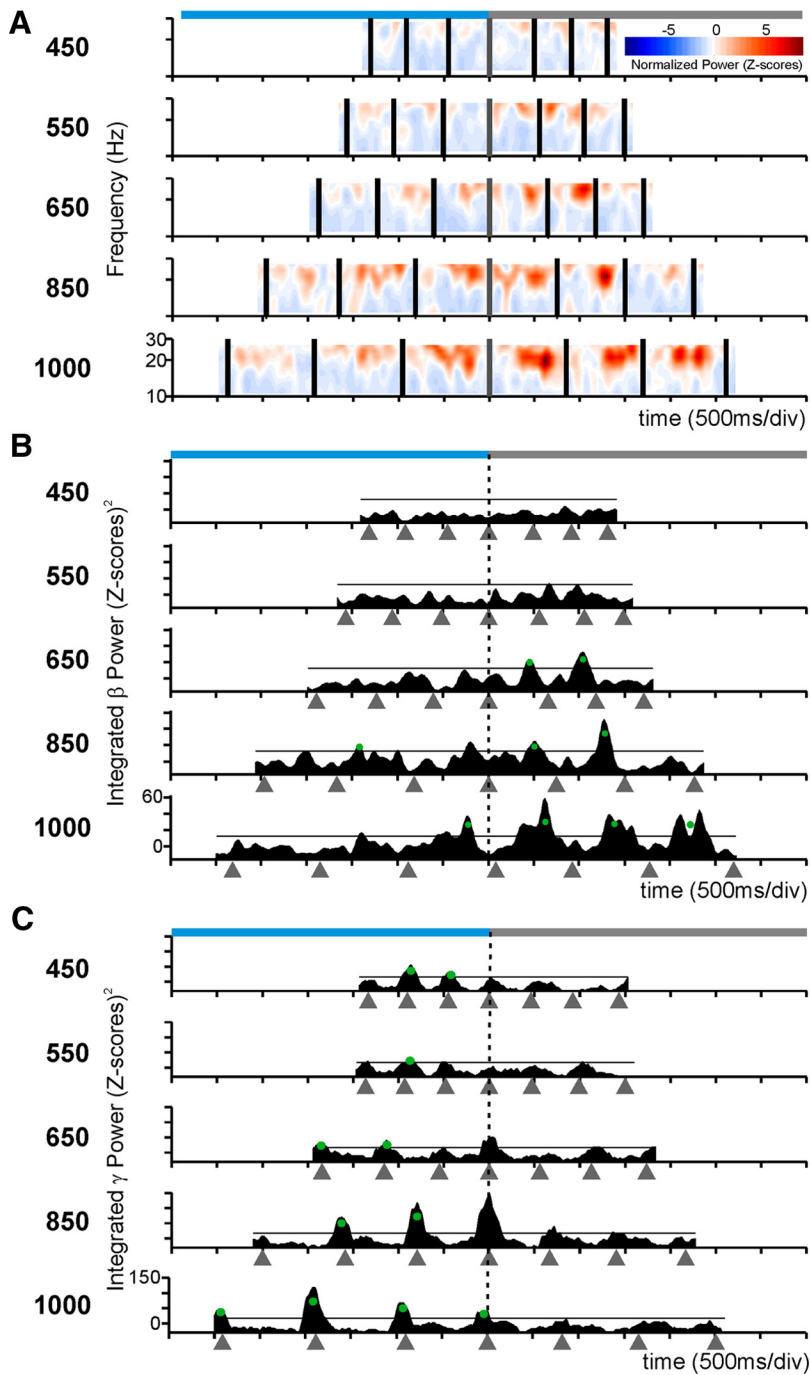 A
450
-5 0 5
Normalized Power (Z-scores)
550
Frequency (Hz)
650
850
1000
30
20
10
time (500ms/div)
B
450
550
Integrated β Power (Z-scores)²
650
850
1000
60
0
time (500ms/div)
C
450
550
Integrated γ Power (Z-scores)²
650
850
1000
150
0
time (500ms/div)